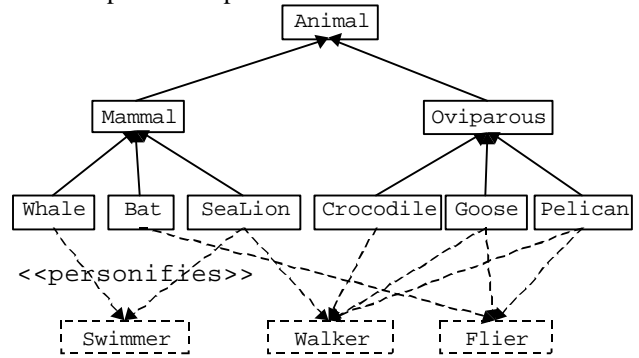 Animal
Mammal Oviparous
Whale Bat SeaLion Crocodile Goose Pelican
<<personifies>>
Swimmer Walker Flier